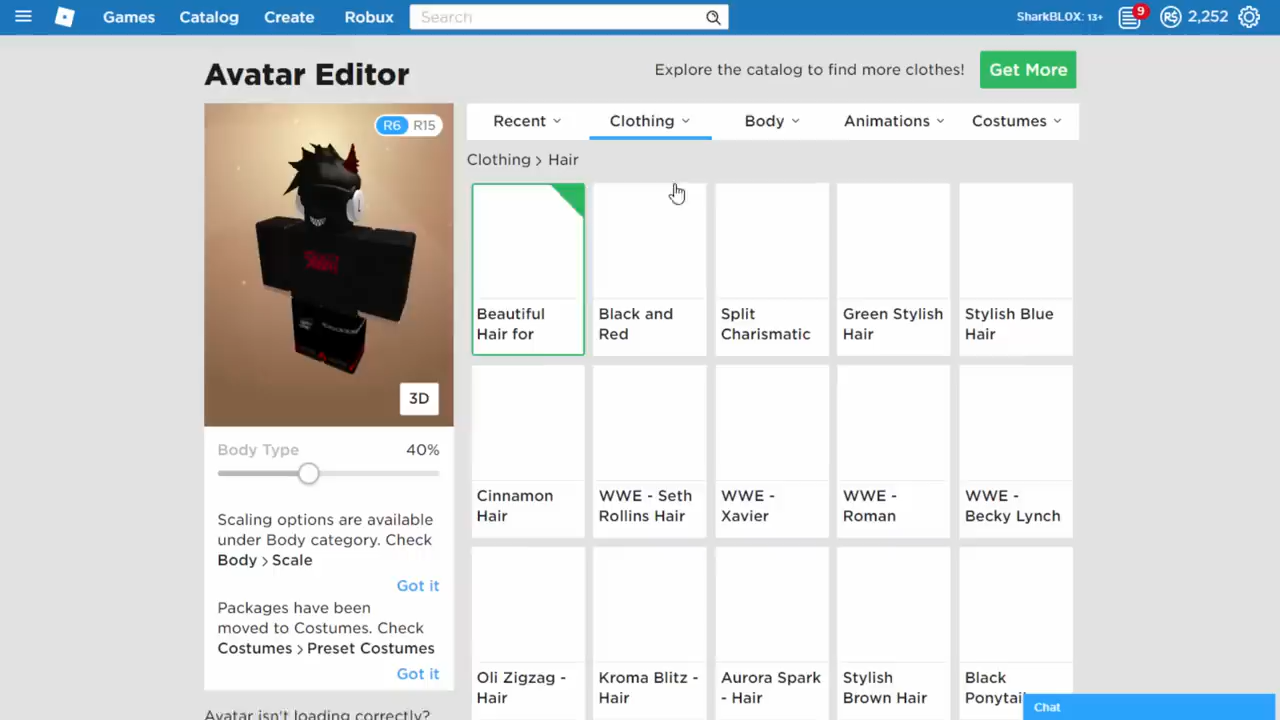 Games
Catalog
Create
Robux
Search
SharkBLOX: 13+
9
R$
2,252
Avatar Editor
Explore the catalog to find more clothes!
Get More
R6
R15
3D
Body Type
40%
Scaling options are available
under Body category. Check
Body > Scale
Got it
Packages have been
moved to Costumes. Check
Costumes > Preset Costumes
Got it
Avatar isn't loading correctly?
Recent
Clothing
Body
Animations
Costumes
Clothing > Hair
Beautiful
Hair for
Black and
Red
Split
Charismatic
Green Stylish
Hair
Stylish Blue
Hair
Cinnamon
Hair
WWE - Seth
Rollins Hair
WWE -
Xavier
WWE -
Roman
WWE -
Becky Lynch
Oli Zigzag -
Hair
Kroma Blitz -
Hair
Aurora Spark
- Hair
Stylish
Brown Hair
Black
Chat